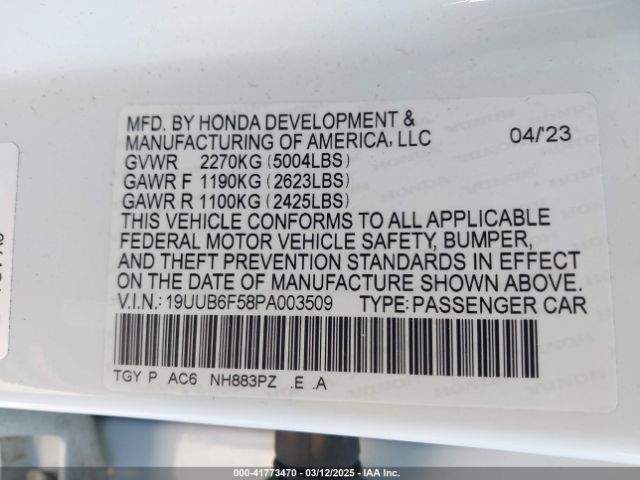 MFD. BY HONDA DEVELOPMENT &
MANUFACTURING OF AMERICA, LLC 04/'23
GVWR 2270KG (5004LBS)
GAWR F 1190KG (2623LBS)
GAWR R 1100KG (2425LBS)
THIS VEHICLE CONFORMS TO ALL APPLICABLE
FEDERAL MOTOR VEHICLE SAFETY, BUMPER,
AND THEFT PREVENTION STANDARDS IN EFFECT
ON THE DATE OF MANUFACTURE SHOWN ABOVE.
V.I.N.: 19UUB6F58PA003509 TYPE: PASSENGER CAR
TGY P AC6 NH883PZ .E .A
000-41773470 - 03/12/2025 - IAA Inc.